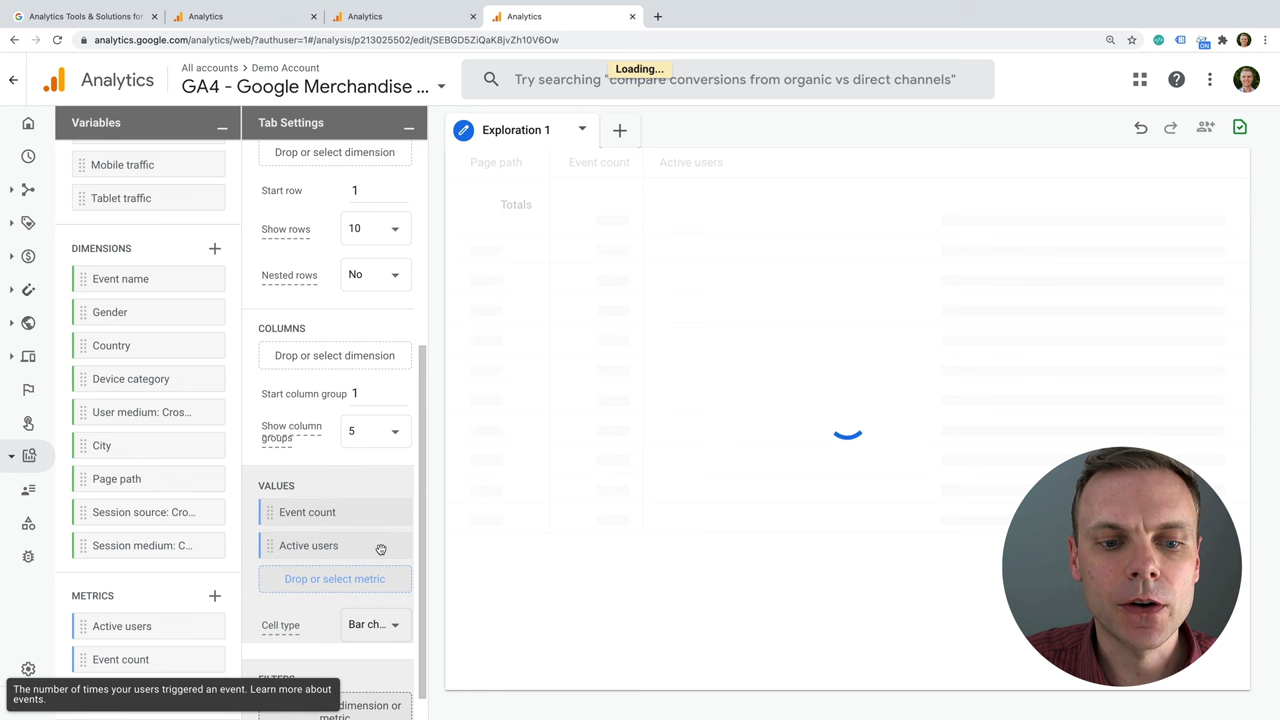 Analytics Tools & Solutions for
Analytics
Analytics
Analytics
analytics.google.com/analytics/web/?authuser=1#/analysis/p213025502/edit/SEBGD5ZiQaK8jvZh10V6Ow
ON
Analytics
All accounts > Demo Account
GA4 - Google Merchandise ...
Try searching "compare conversions from organic vs direct channels"
Loading...
Variables
Tab Settings
Exploration 1
Mobile traffic
Tablet traffic
DIMENSIONS
Event name
Gender
Country
Device category
User medium: Cros...
City
Page path
Session source: Cro...
Session medium: C...
METRICS
Active users
Event count
The number of times your users triggered an event. Learn more about
events.
Drop or select dimension
Start row 1
Show rows 10
Nested rows No
COLUMNS
Drop or select dimension
Start column group 1
Show column
groups 5
VALUES
Event count
Active users
Drop or select metric
Cell type Bar ch...
FILTERS
dimension or
metric
Page path Event count Active users
Totals